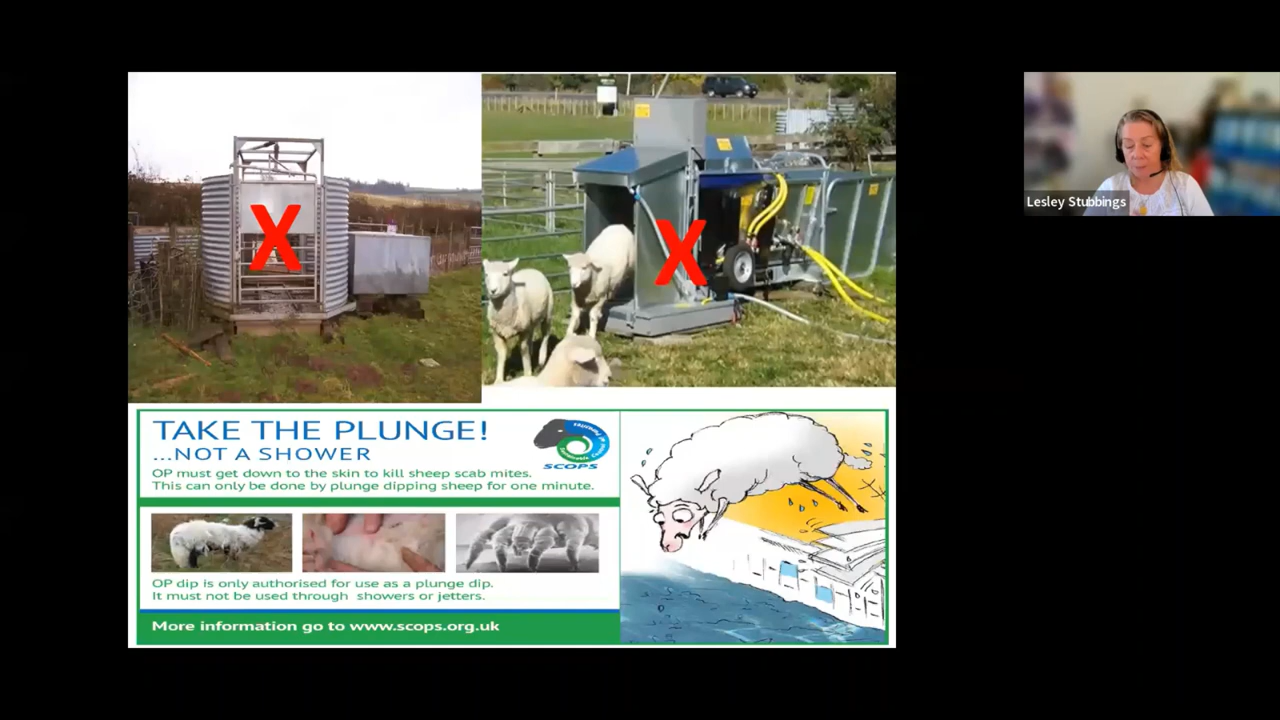 Lesley Stubbings
X
X
TAKE THE PLUNGE!
...NOT A SHOWER
SCOPS
OP must get down to the skin to kill sheep scab mites.
This can only be done by plunge dipping sheep for one minute.
OP dip is only authorised for use as a plunge dip.
It must not be used through showers or jetters.
More information go to www.scops.org.uk